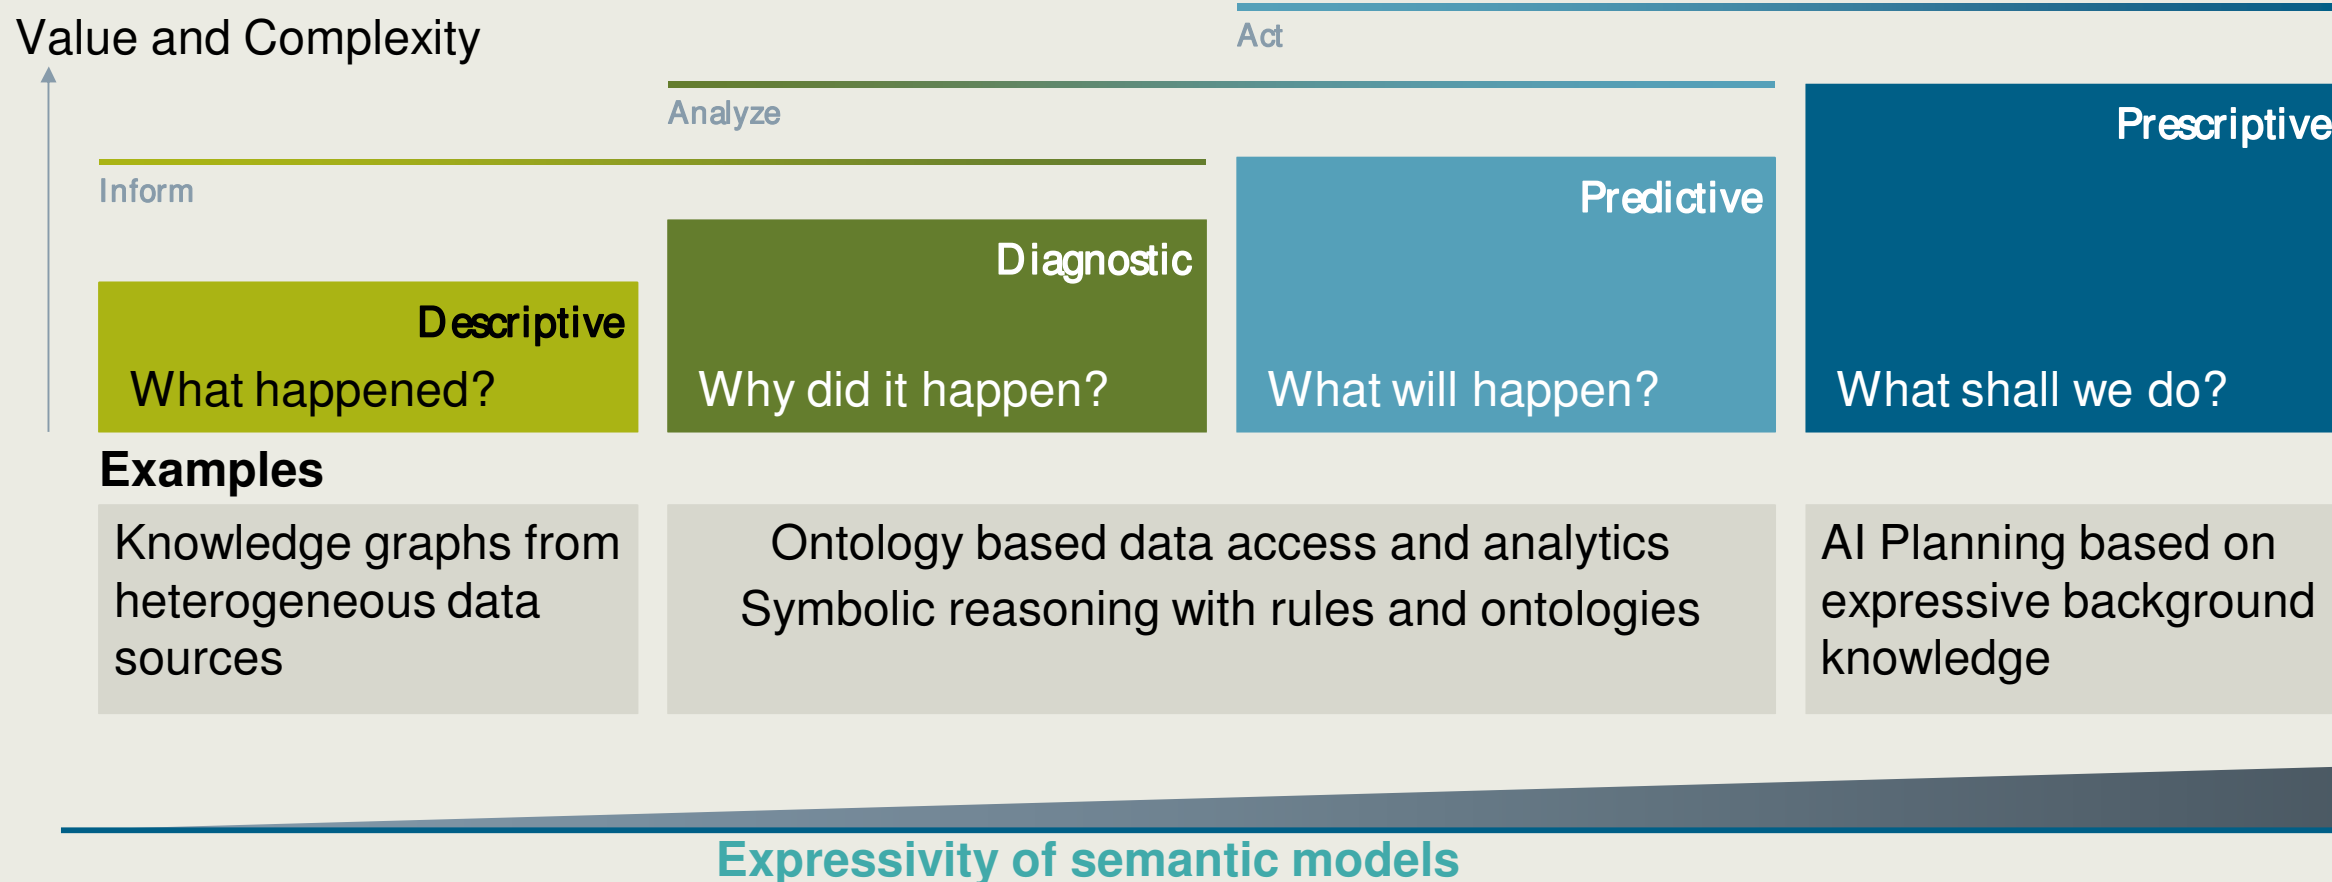 Value and Complexity
Act
Analyze
Inform
Prescriptive
Predictive
Diagnostic
Descriptive
What happened?
Why did it happen?
What will happen?
What shall we do?
Examples
Knowledge graphs from
heterogeneous data
sources
Ontology based data access and analytics
Symbolic reasoning with rules and ontologies
AI Planning based on
expressive background
knowledge
Expressivity of semantic models